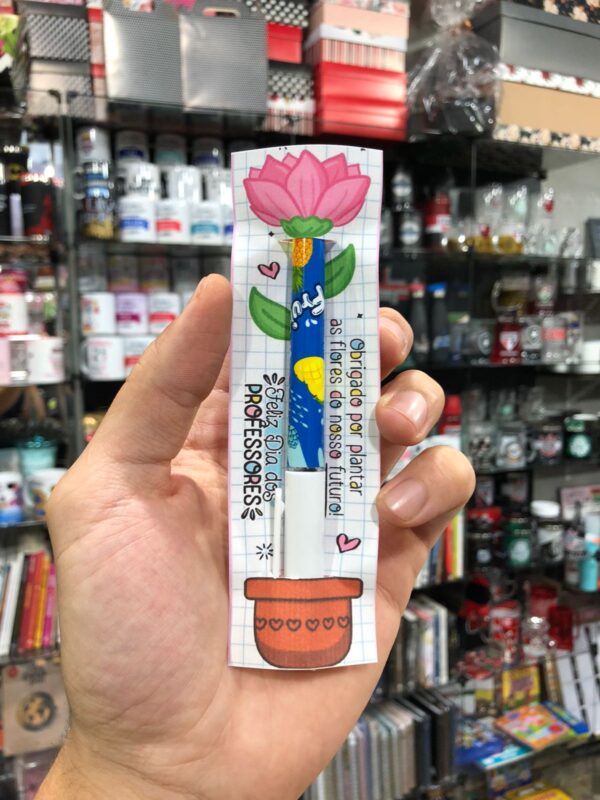 Feliz Dia dos
PROFESSORES
Obrigado por plantar
as flores do nosso futuro!